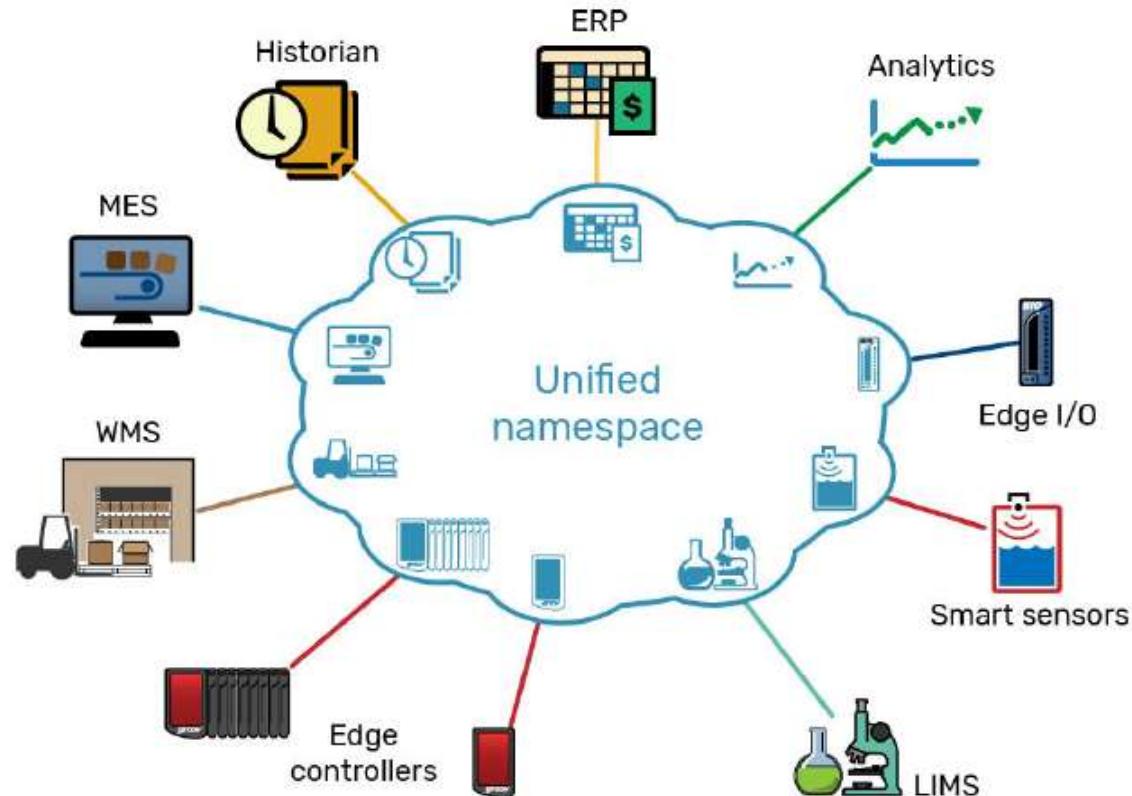 ERP
Historian
Analytics
$
MES
$
Unified
namespace
Edge I/O
WMS
Smart sensors
Edge
controllers
LIMS